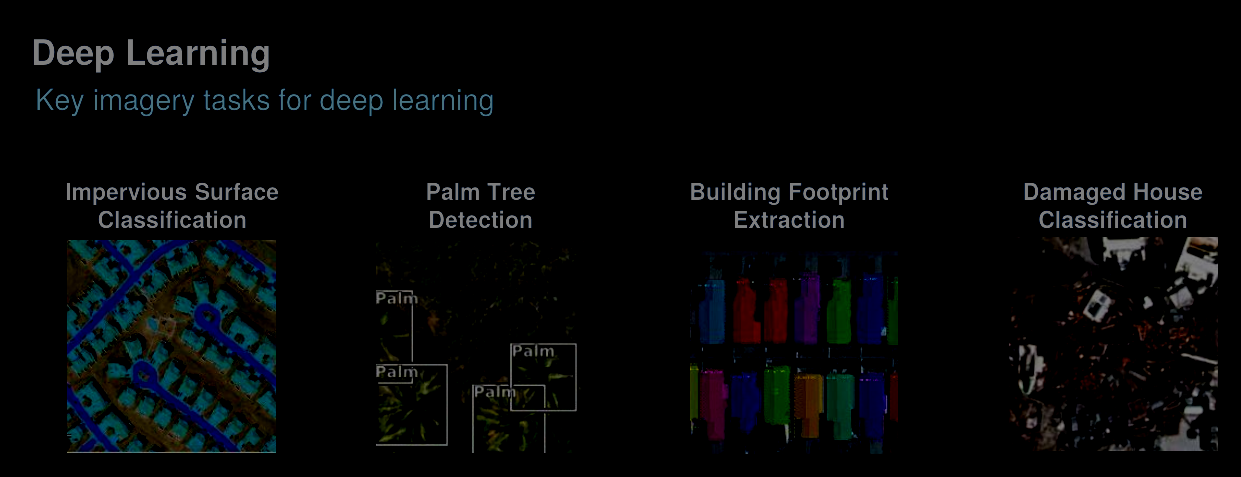 Deep Learning
Key imagery tasks for deep learning
Impervious Surface
Classification
Palm Tree
Detection
Building Footprint
Extraction
Damaged House
Classification
Palm
Palm
Palm
Palm